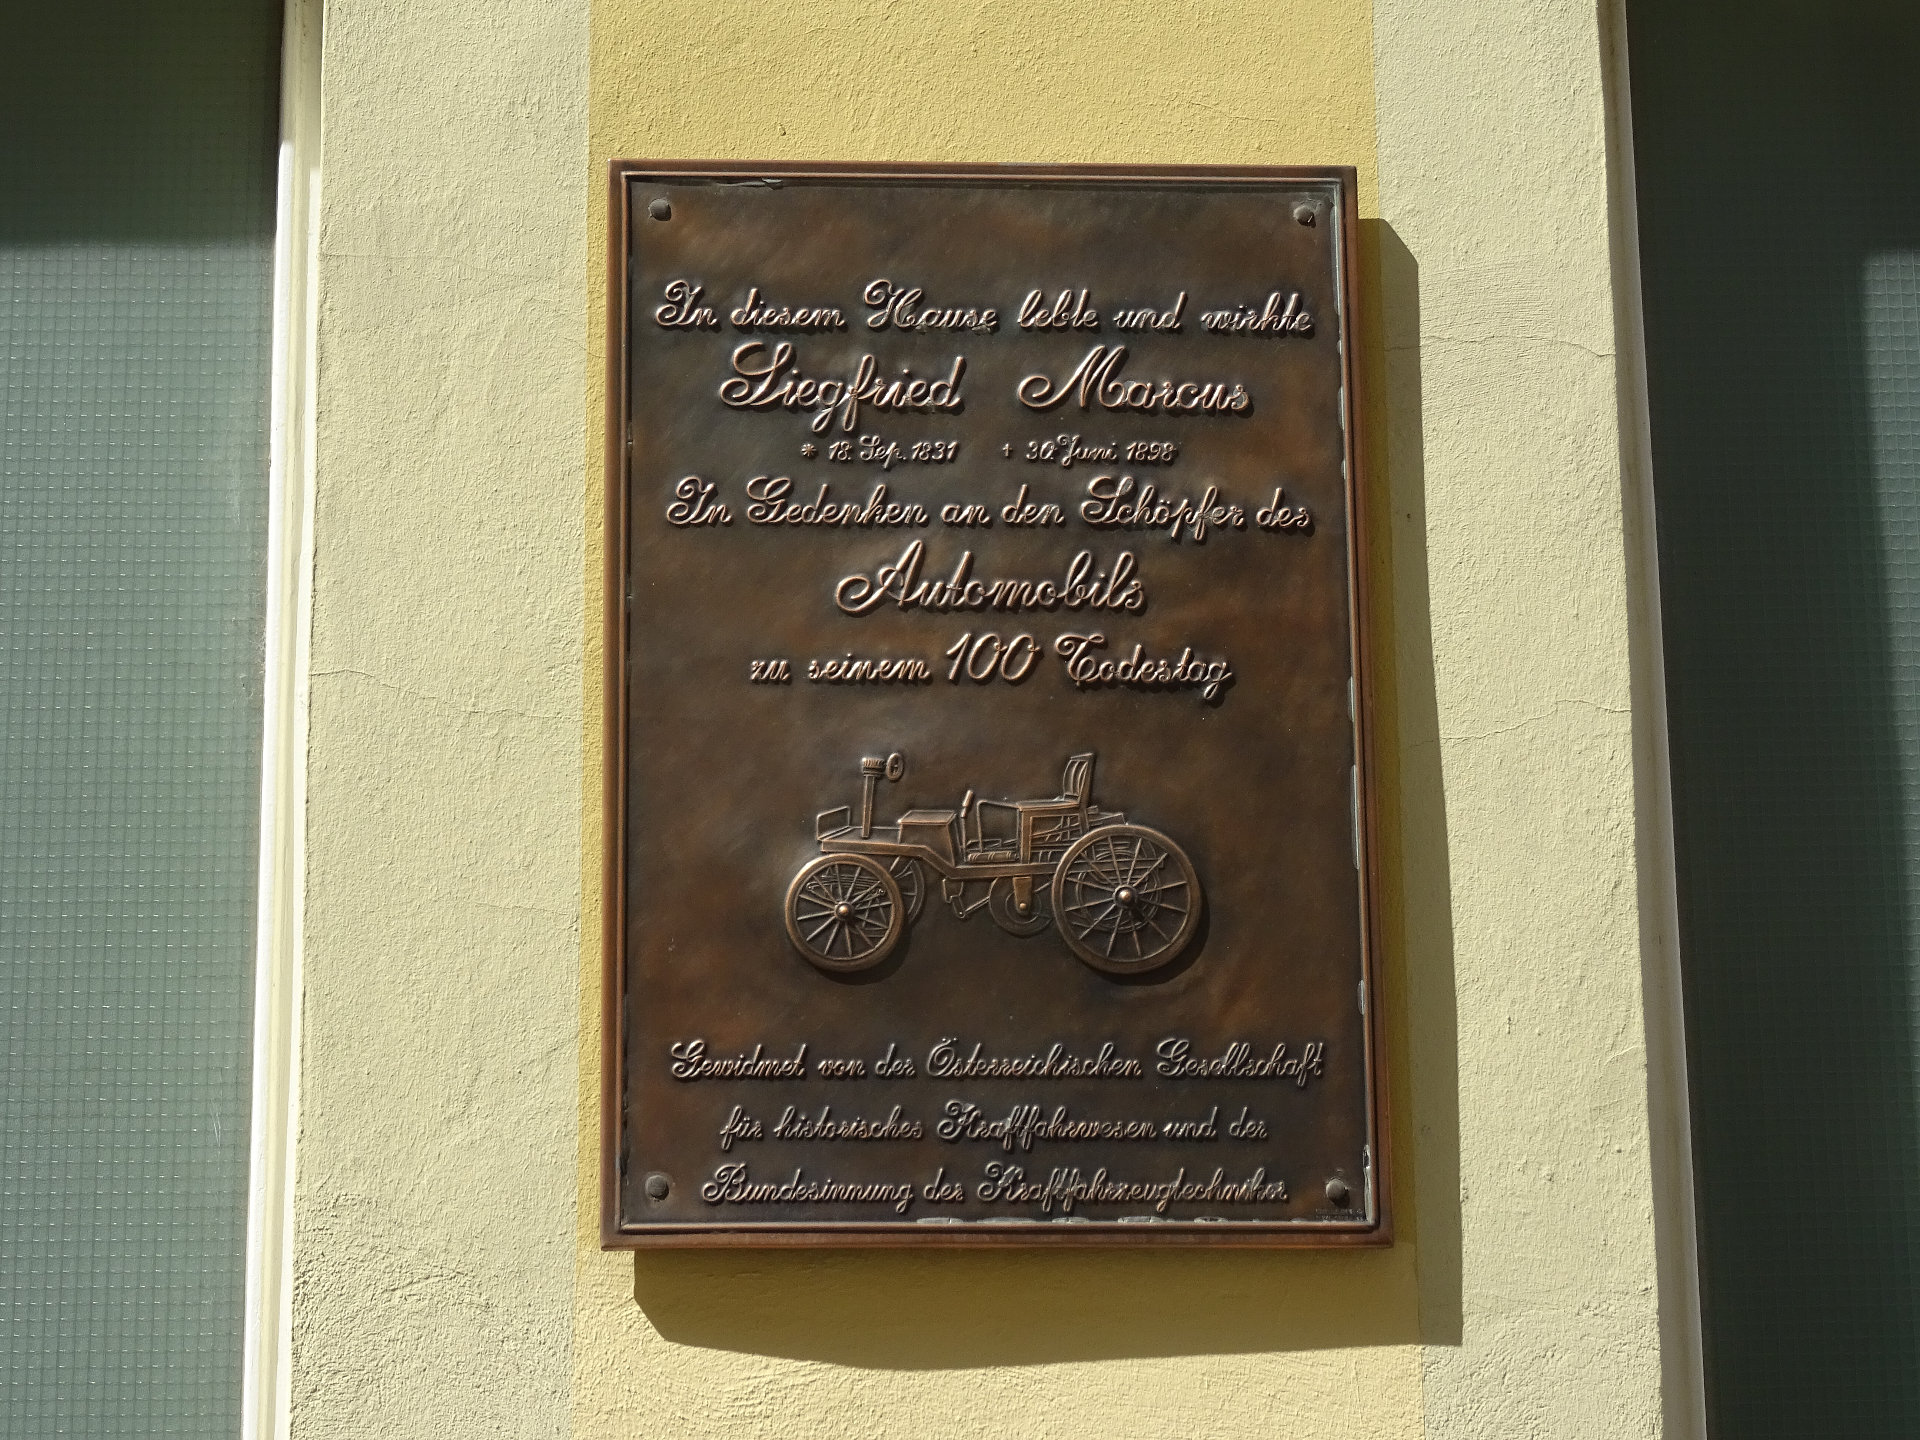 In diesem Hause lebte und wirkte
Siegfried Marcus
* 18. Sep. 1831 † 30. Juni 1898
In Gedenken an den Schöpfer des
Automobils
zu seinem 100 Todestag
Gewidmet von der Österreichischen Gesellschaft
für historisches Kraftfahrwesen und der
Bundesinnung der Kraftfahrzeugtechniker